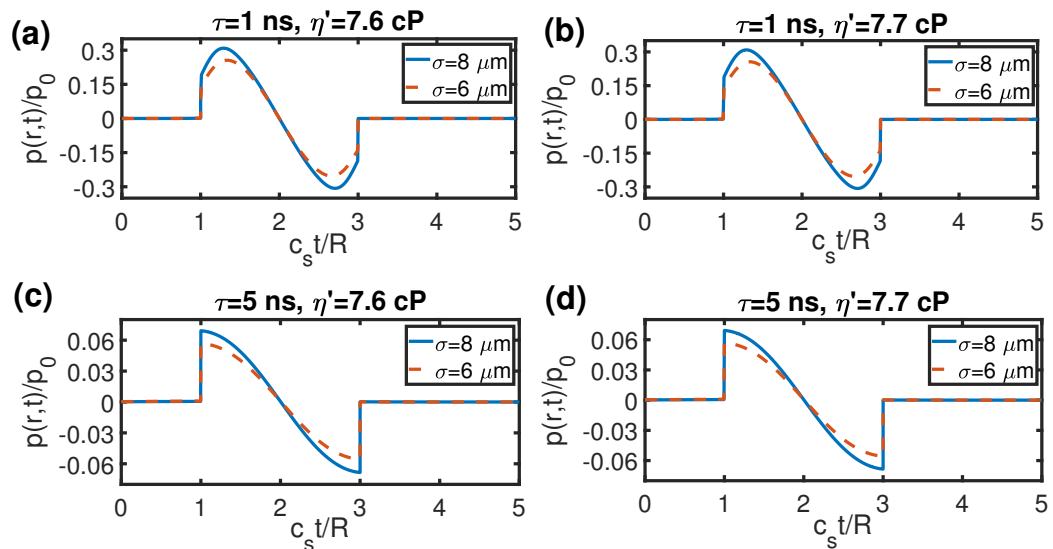 (a)
τ=1 ns, η'=7.6 cP
p(r,t)/p₀
0.3
0.15
0
-0.15
-0.3
σ=8 μm
σ=6 μm
0 1 2 3 4 5
cₛt/R
(b)
τ=1 ns, η'=7.7 cP
p(r,t)/p₀
0.3
0.15
0
-0.15
-0.3
σ=8 μm
σ=6 μm
0 1 2 3 4 5
cₛt/R
(c)
τ=5 ns, η'=7.6 cP
p(r,t)/p₀
0.06
0.03
0
-0.03
-0.06
σ=8 μm
σ=6 μm
0 1 2 3 4 5
cₛt/R
(d)
τ=5 ns, η'=7.7 cP
p(r,t)/p₀
0.06
0.03
0
-0.03
-0.06
σ=8 μm
σ=6 μm
0 1 2 3 4 5
cₛt/R